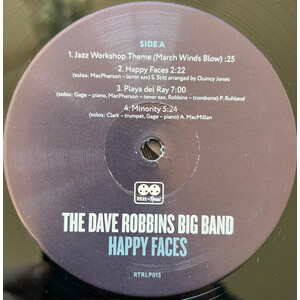 SIDE A
1. Jazz Workshop Theme (March Winds Blow) :25
2. Happy Faces 2:22
(solos: MacPherson – tenor sax) S. Stitt arranged by Quincy Jones
3. Playa del Ray 7:00
(solos: Gage – piano, MacPherson – tenor sax, Robbins – trombone) P. Ruhland
4. Minority 5:24
(solos: Clark – trumpet, Gage – piano) A. MacMillan
REEL to Real
THE DAVE ROBBINS BIG BAND
HAPPY FACES
RTRLP015